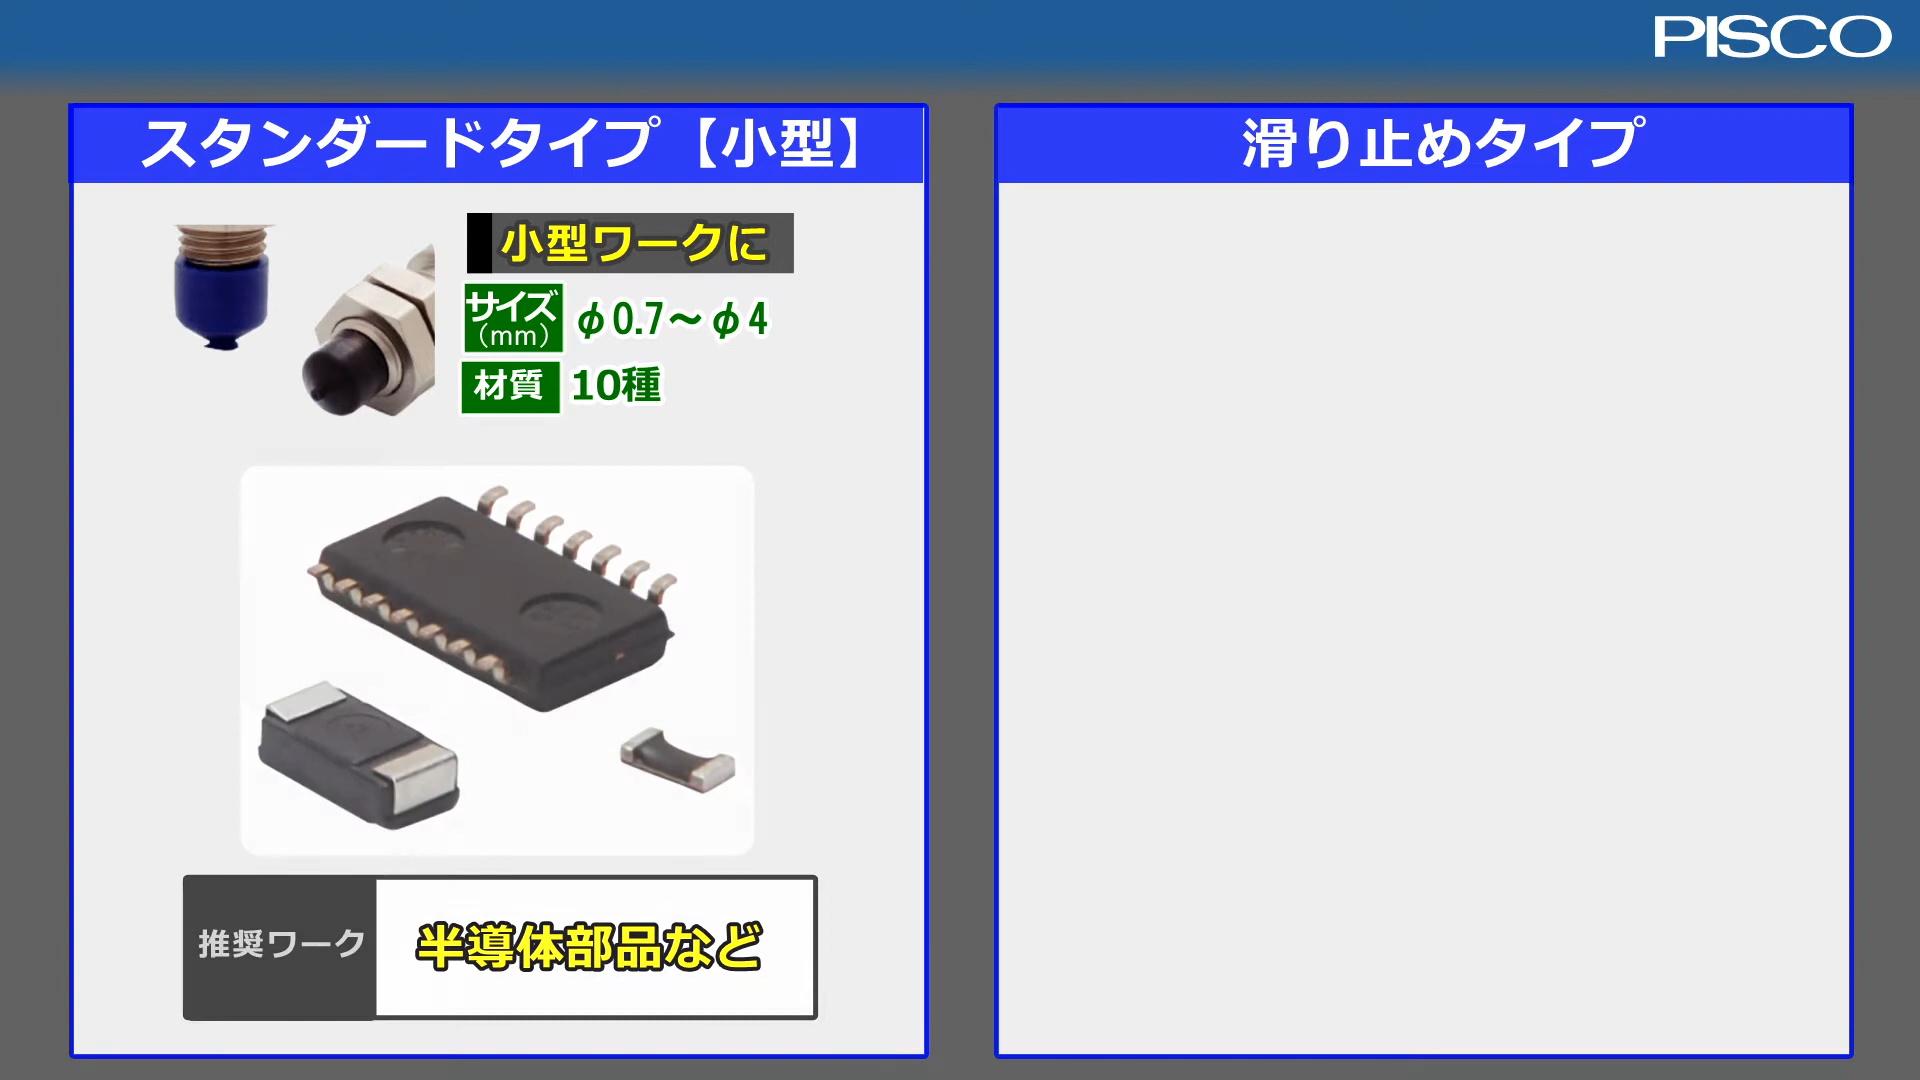 PISCO
スタンダードタイプ【小型】
小型ワークに
サイズ
(mm)
φ0.7～φ4
材質
10種
推奨ワーク
半導体部品など
滑り止めタイプ